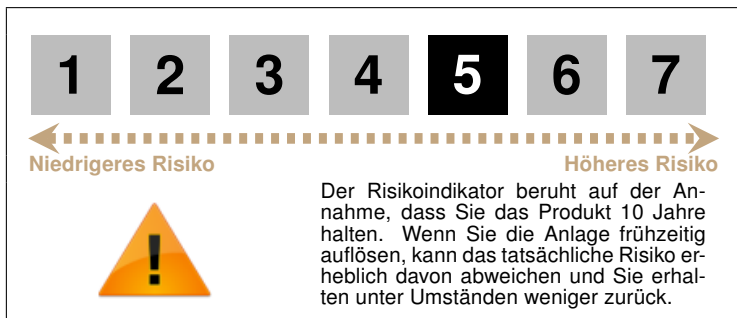 1 2 3 4 5 6 7
Niedrigeres Risiko Höheres Risiko
!
Der Risikoindikator beruht auf der An-
nahme, dass Sie das Produkt 10 Jahre
halten. Wenn Sie die Anlage frühzeitig
auflösen, kann das tatsächliche Risiko er-
heblich davon abweichen und Sie erhal-
ten unter Umständen weniger zurück.